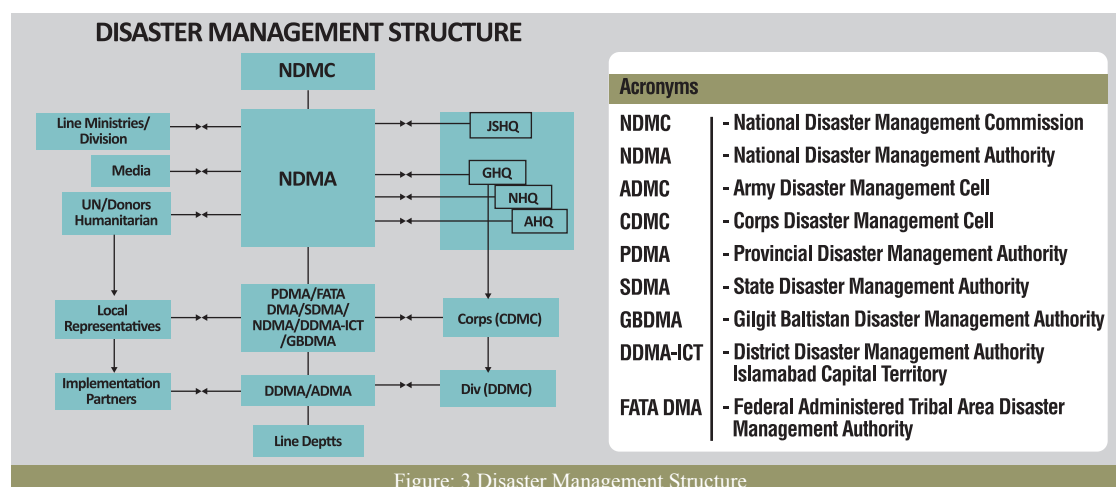 DISASTER MANAGEMENT STRUCTURE
NDMC
Line Ministries/
Division
Media
UN/Donors
Humanitarian
NDMA
JSHQ
GHQ
NHQ
AHQ
Local
Representatives
PDMA/FATA
DMA/SDMA/
NDMA/DDMA-ICT
/GBDMA
Corps (CDMC)
Implementation
Partners
DDMA/ADMA
Div (DDMC)
Line Deptts
Acronyms
NDMC - National Disaster Management Commission
NDMA - National Disaster Management Authority
ADMC - Army Disaster Management Cell
CDMC - Corps Disaster Management Cell
PDMA - Provincial Disaster Management Authority
SDMA - State Disaster Management Authority
GBDMA - Gilgit Baltistan Disaster Management Authority
DDMA-ICT - District Disaster Management Authority
Islamabad Capital Territory
FATA DMA - Federal Administered Tribal Area Disaster
Management Authority
Figure: 3 Disaster Management Structure